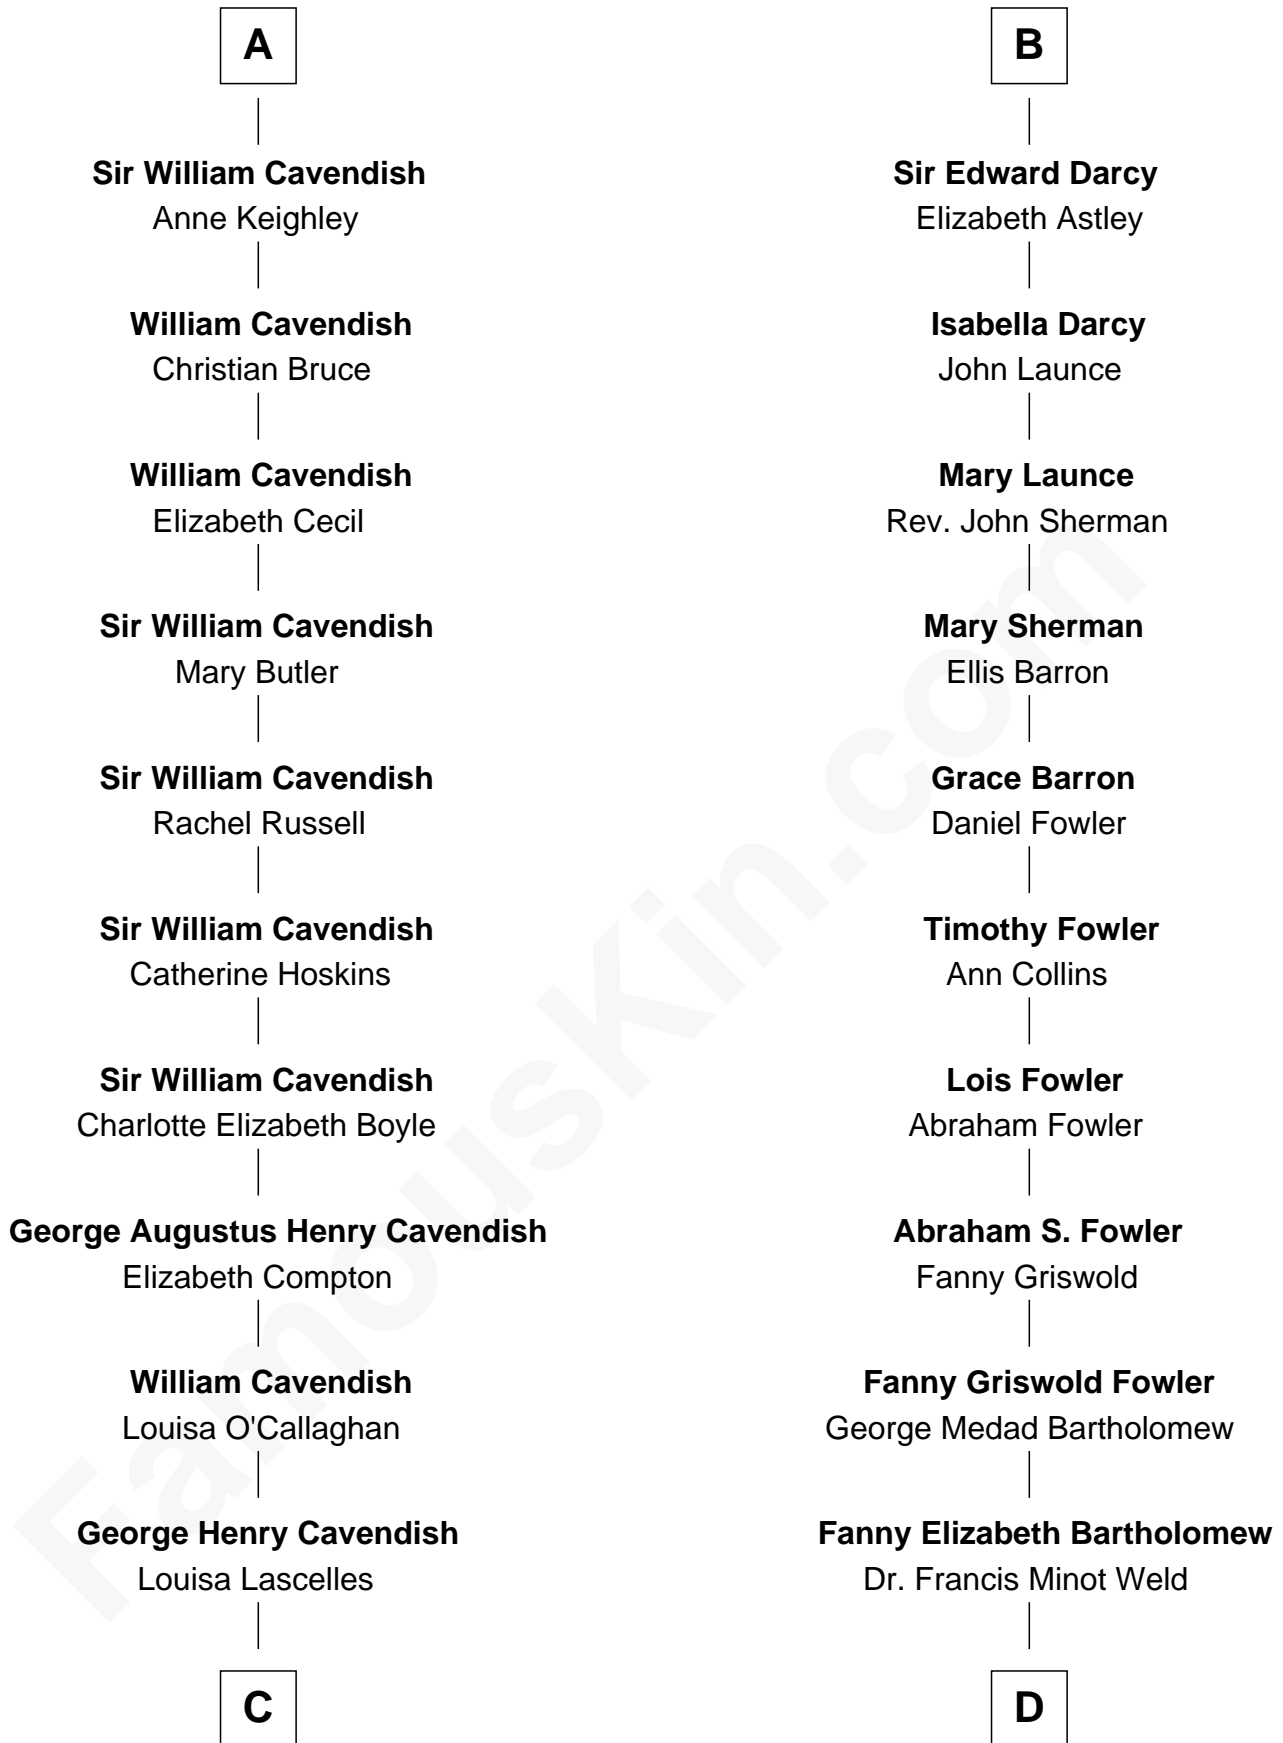 A
Sir William Cavendish
Anne Keighley
William Cavendish
Christian Bruce
William Cavendish
Elizabeth Cecil
Sir William Cavendish
Mary Butler
Sir William Cavendish
Rachel Russell
Sir William Cavendish
Catherine Hoskins
Sir William Cavendish
Charlotte Elizabeth Boyle
George Augustus Henry Cavendish
Elizabeth Compton
William Cavendish
Louisa O'Callaghan
George Henry Cavendish
Louisa Lascelles
C
B
Sir Edward Darcy
Elizabeth Astley
Isabella Darcy
John Launce
Mary Launce
Rev. John Sherman
Mary Sherman
Ellis Barron
Grace Barron
Daniel Fowler
Timothy Fowler
Ann Collins
Lois Fowler
Abraham Fowler
Abraham S. Fowler
Fanny Griswold
Fanny Griswold Fowler
George Medad Bartholomew
Fanny Elizabeth Bartholomew
Dr. Francis Minot Weld
D
FamousKin.com